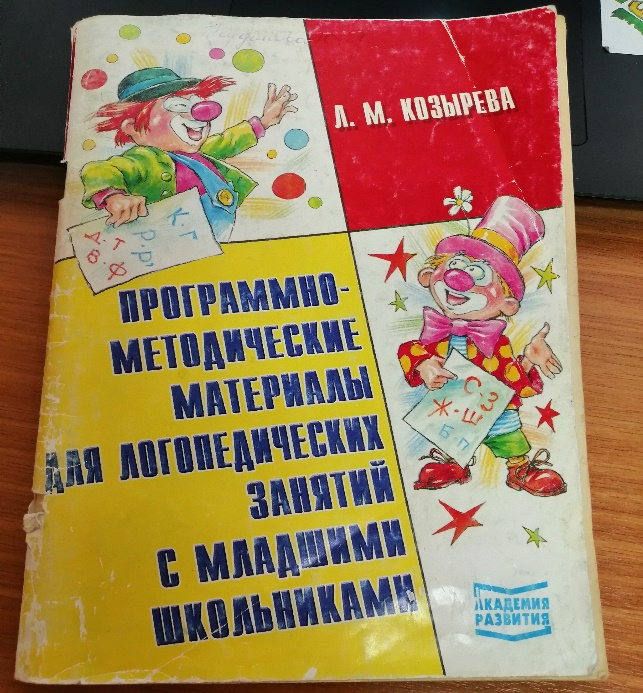 Л. М. КОЗЫРЕВА
К. Г
Д. Т
Р. Р'
В. Ф
ПРОГРАММНО-
МЕТОДИЧЕСКИЕ
МАТЕРИАЛЫ
ДЛЯ ЛОГОПЕДИЧЕСКИХ
ЗАНЯТИЙ
С МЛАДШИМИ
ШКОЛЬНИКАМИ
С. З
Ж - Ш
Б - П
АКАДЕМИЯ
РАЗВИТИЯ